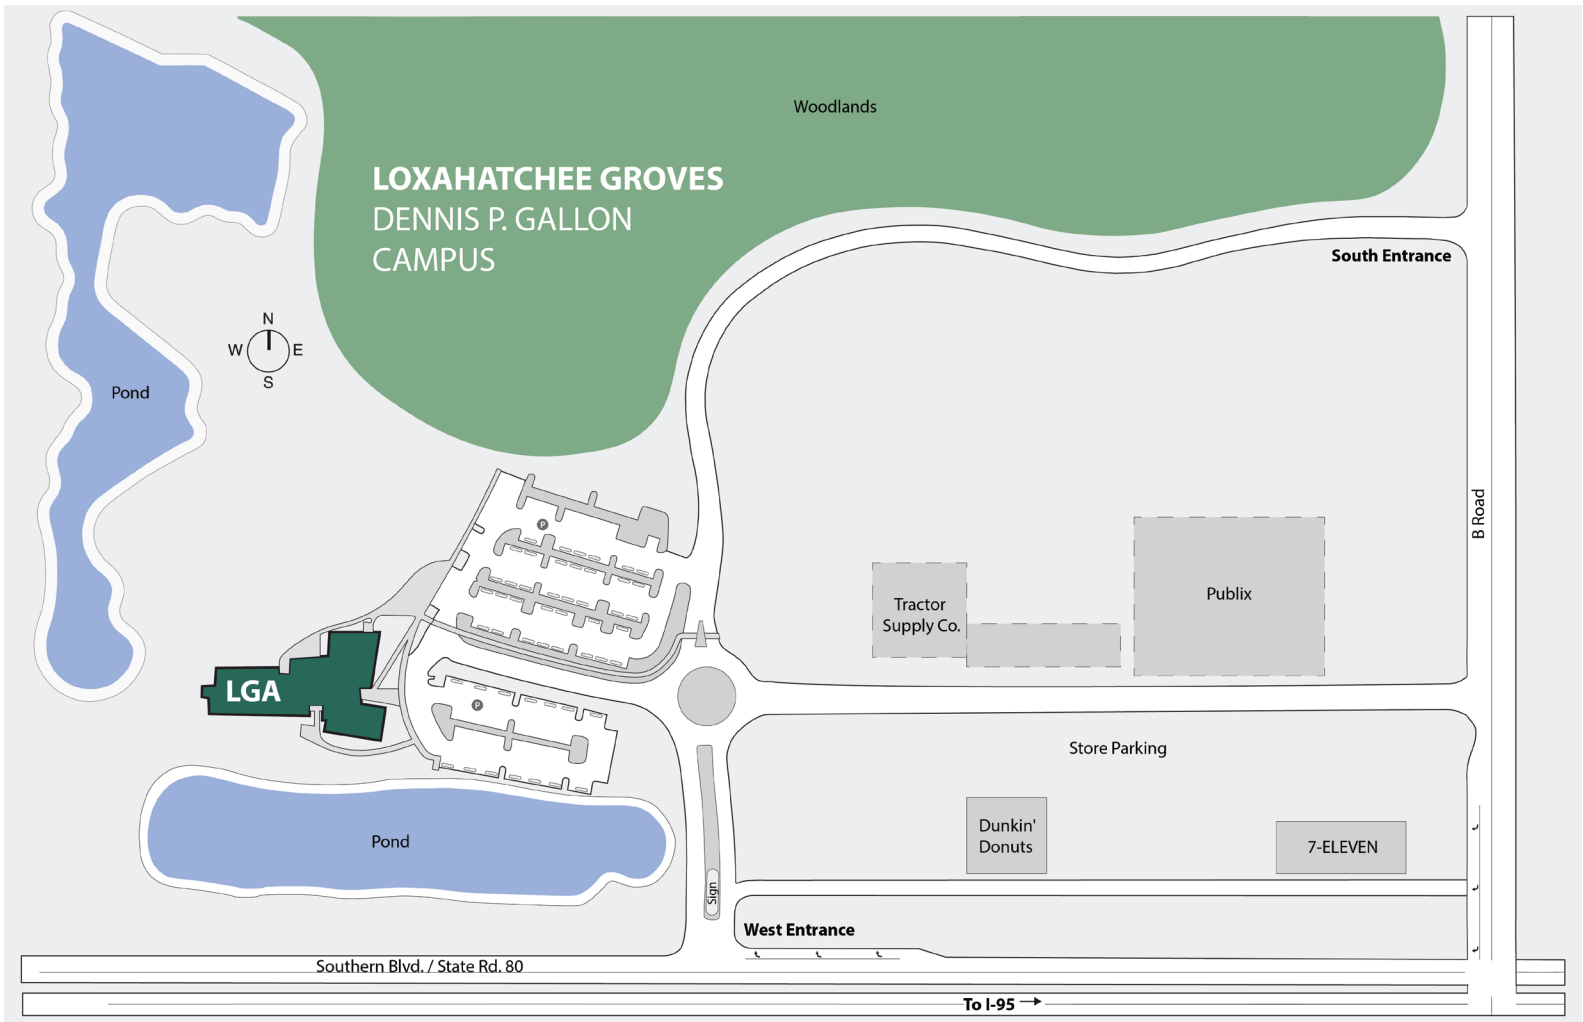 Woodlands
LOXAHATCHEE GROVES
DENNIS P. GALLON
CAMPUS
South Entrance
N
W
E
S
Pond
B Road
P
Tractor
Supply Co.
Publix
LGA
P
Store Parking
Dunkin'
Donuts
7-ELEVEN
Pond
Sign
West Entrance
Southern Blvd. / State Rd. 80
To I-95